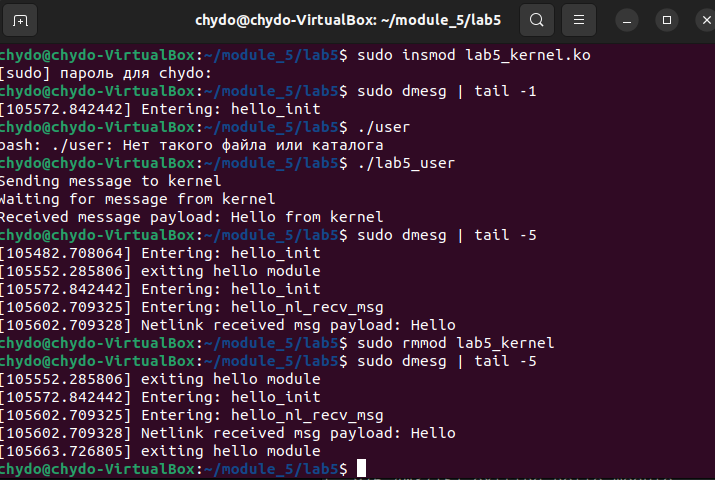 chydo@chydo-VirtualBox: ~/module_5/lab5
chydo@chydo-VirtualBox:~/module_5/lab5$ sudo insmod lab5_kernel.ko
[sudo] пароль для chydo:
chydo@chydo-VirtualBox:~/module_5/lab5$ sudo dmesg | tail -1
[105572.842442] Entering: hello_init
chydo@chydo-VirtualBox:~/module_5/lab5$ ./user
bash: ./user: Нет такого файла или каталога
chydo@chydo-VirtualBox:~/module_5/lab5$ ./lab5_user
Sending message to kernel
Waiting for message from kernel
Received message payload: Hello from kernel
chydo@chydo-VirtualBox:~/module_5/lab5$ sudo dmesg | tail -5
[105482.708064] Entering: hello_init
[105552.285806] exiting hello module
[105572.842442] Entering: hello_init
[105602.709325] Entering: hello_nl_recv_msg
[105602.709328] Netlink received msg payload: Hello
chydo@chydo-VirtualBox:~/module_5/lab5$ sudo rmmod lab5_kernel
chydo@chydo-VirtualBox:~/module_5/lab5$ sudo dmesg | tail -5
[105552.285806] exiting hello module
[105572.842442] Entering: hello_init
[105602.709325] Entering: hello_nl_recv_msg
[105602.709328] Netlink received msg payload: Hello
[105663.726805] exiting hello module
chydo@chydo-VirtualBox:~/module_5/lab5$